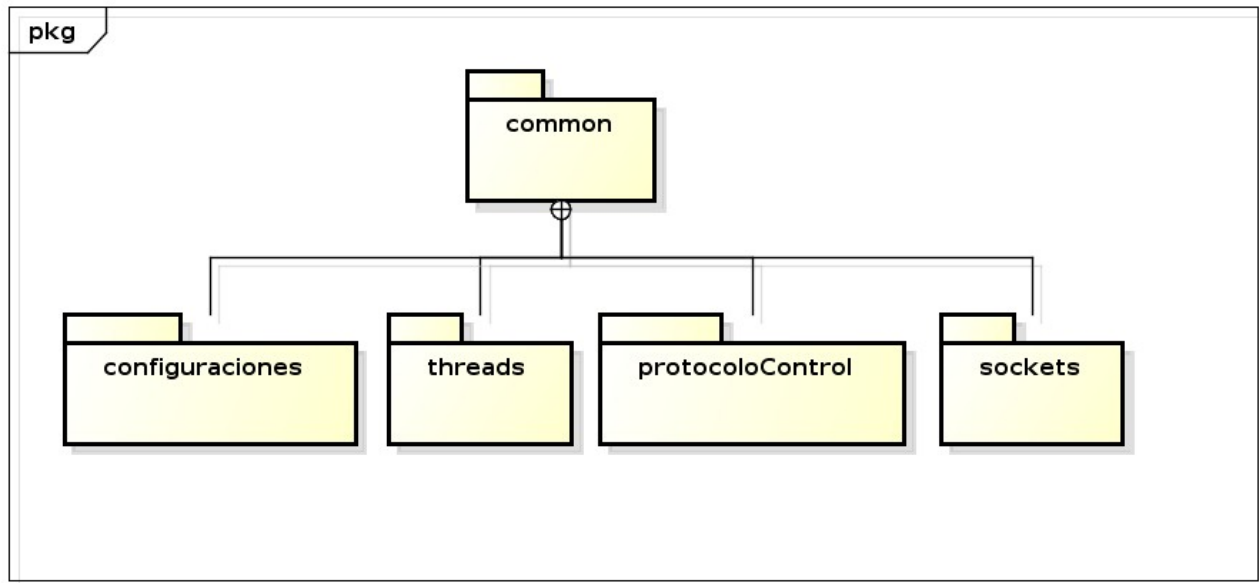 pkg
common
configuraciones
threads
protocoloControl
sockets